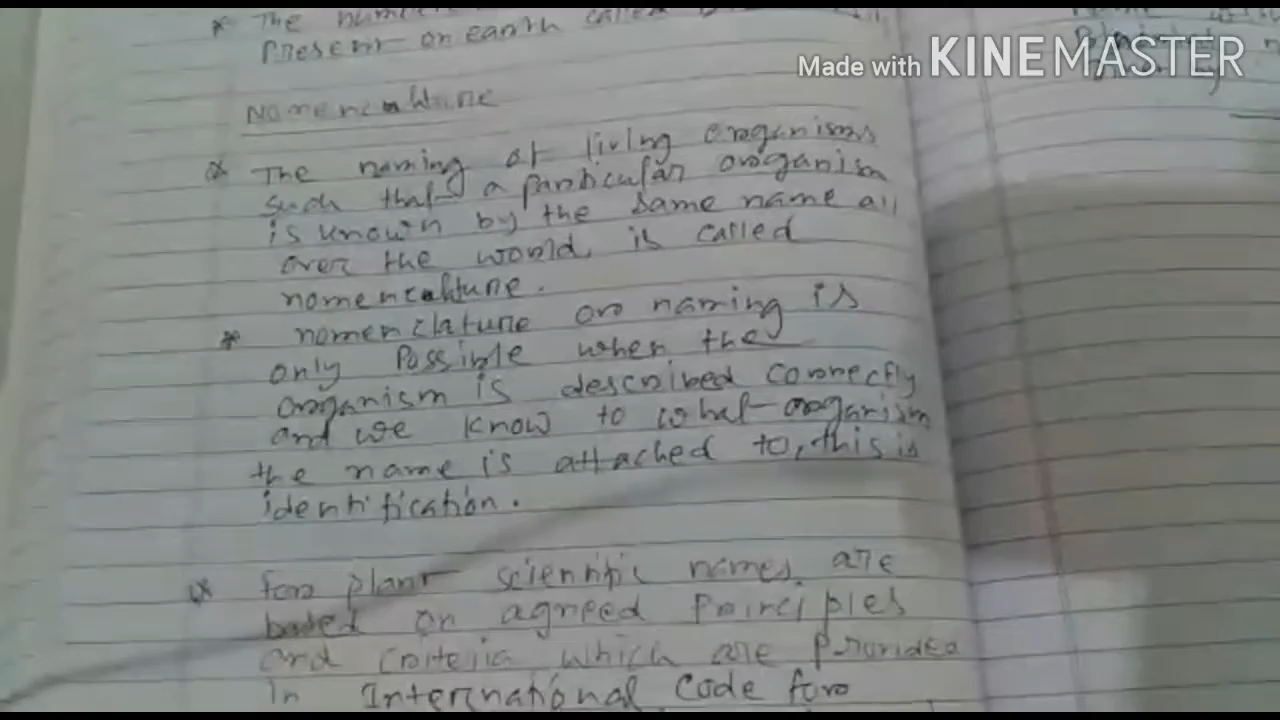 * The
Present on earth called
Made with KINEMASTER
Nomenclature
* The naming of living organisms
such that a particular organism
is known by the same name all
over the world, is called
nomenclature.
* nomenclature or naming is
only Possible when the
organism is described correctly
and we know to what organism
the name is attached to, this is
identification.
* for plant scientific names are
based on agreed Principles
and criteria which are Provided
In International Code for